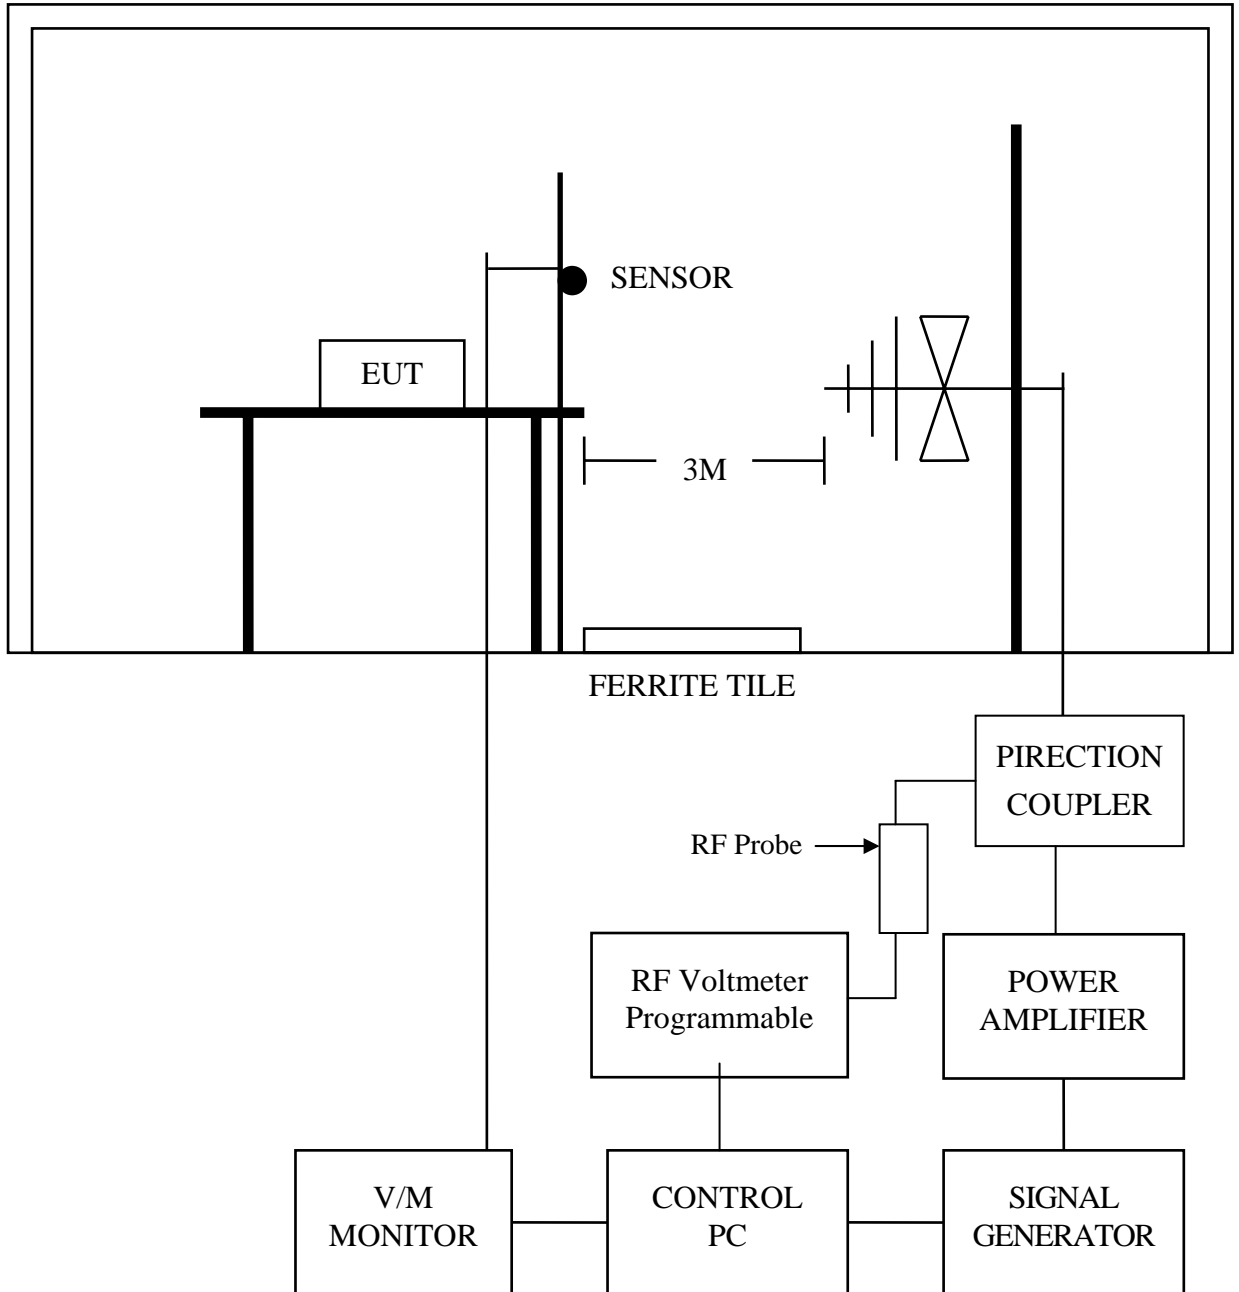 SENSOR
EUT
3M
FERRITE TILE
PIRECTION
COUPLER
RF Probe
RF Voltmeter
Programmable
POWER
AMPLIFIER
V/M
MONITOR
CONTROL
PC
SIGNAL
GENERATOR